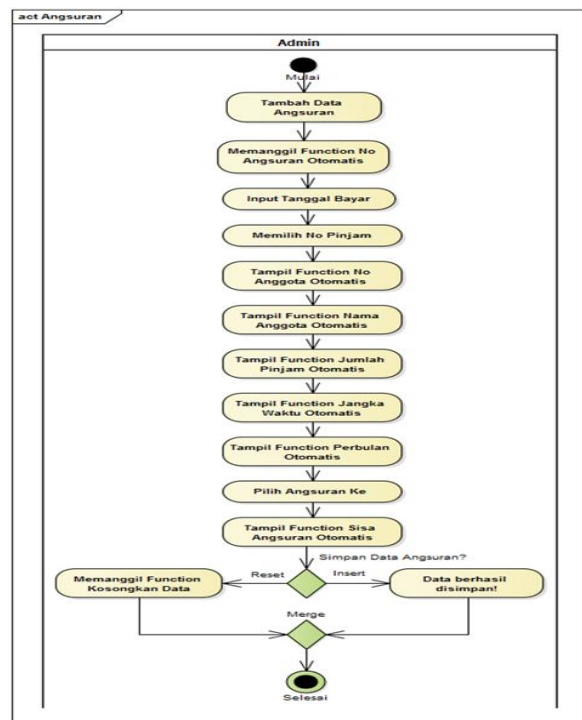 act Angsuran
Admin
Mulai
Tambah Data
Angsuran
Memanggil Function No
Angsuran Otomatis
Input Tanggal Bayar
Memilih No Pinjam
Tampil Function No
Anggota Otomatis
Tampil Function Nama
Anggota Otomatis
Tampil Function Jumlah
Pinjam Otomatis
Tampil Function Jangka
Waktu Otomatis
Tampil Function Perbulan
Otomatis
Pilih Angsuran Ke
Tampil Function Sisa
Angsuran Otomatis
Simpan Data Angsuran?
Memanggil Function
Kosongkan Data
Reset
Insert
Data berhasil
disimpan!
Merge
Selesai